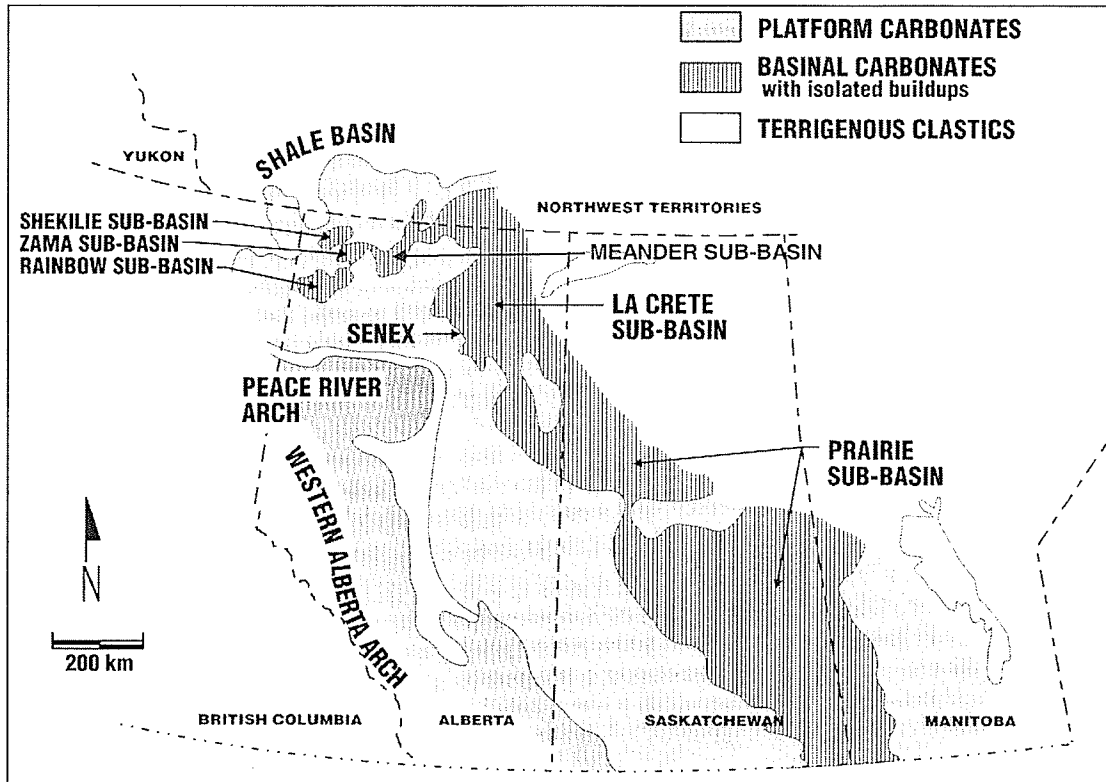 PLATFORM CARBONATES
BASINAL CARBONATES
with isolated buildups
TERRIGENOUS CLASTICS
SHALE BASIN
YUKON
NORTHWEST TERRITORIES
SHEKILIE SUB-BASIN
ZAMA SUB-BASIN
RAINBOW SUB-BASIN
MEANDER SUB-BASIN
LA CRETE
SUB-BASIN
SENEX
PEACE RIVER
ARCH
PRAIRIE
SUB-BASIN
WESTERN ALBERTA ARCH
N
200 km
BRITISH COLUMBIA
ALBERTA
SASKATCHEWAN
MANITOBA